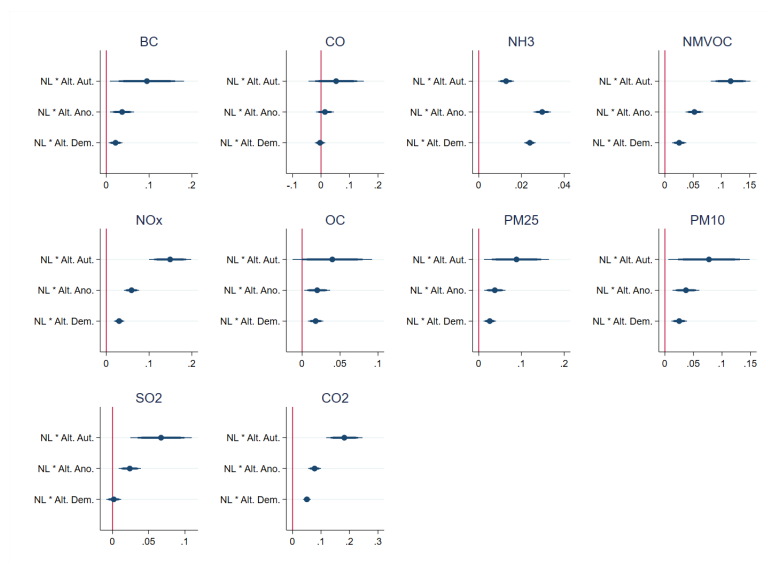 BC
NL * Alt. Aut.
NL * Alt. Ano.
NL * Alt. Dem.
0 .1 .2
CO
NL * Alt. Aut.
NL * Alt. Ano.
NL * Alt. Dem.
-.1 0 .1 .2
NH3
NL * Alt. Aut.
NL * Alt. Ano.
NL * Alt. Dem.
0 .02 .04
NMVOC
NL * Alt. Aut.
NL * Alt. Ano.
NL * Alt. Dem.
0 .05 .1 .15
NOx
NL * Alt. Aut.
NL * Alt. Ano.
NL * Alt. Dem.
0 .1 .2
OC
NL * Alt. Aut.
NL * Alt. Ano.
NL * Alt. Dem.
0 .05 .1
PM25
NL * Alt. Aut.
NL * Alt. Ano.
NL * Alt. Dem.
0 .1 .2
PM10
NL * Alt. Aut.
NL * Alt. Ano.
NL * Alt. Dem.
0 .05 .1 .15
SO2
NL * Alt. Aut.
NL * Alt. Ano.
NL * Alt. Dem.
0 .05 .1
CO2
NL * Alt. Aut.
NL * Alt. Ano.
NL * Alt. Dem.
0 .1 .2 .3